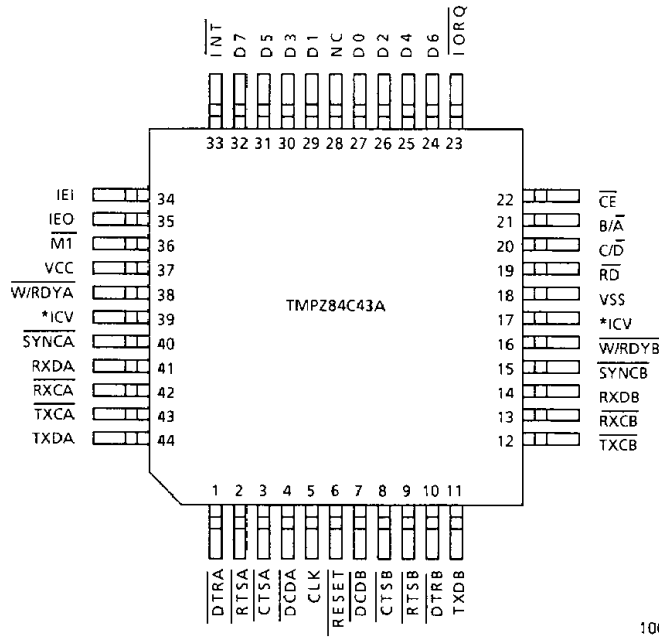 INT D7 D5 D3 D1 NC D0 D2 D4 D6 IORQ
33 32 31 30 29 28 27 26 25 24 23
IEI 34
IEO 35
M1 36
VCC 37
W/RDYA 38
*ICV 39
SYNCA 40
RXDA 41
RXCA 42
TXCA 43
TXDA 44
TMPZ84C43A
22 CE
21 B/A
20 C/D
19 RD
18 VSS
17 *ICV
16 W/RDYB
15 SYNCB
14 RXDB
13 RXCB
12 TXCB
1 2 3 4 5 6 7 8 9 10 11
DTRA RTSA CTSA DCDA CLK RESET DCDB CTSB RTSB DTRB TXDB